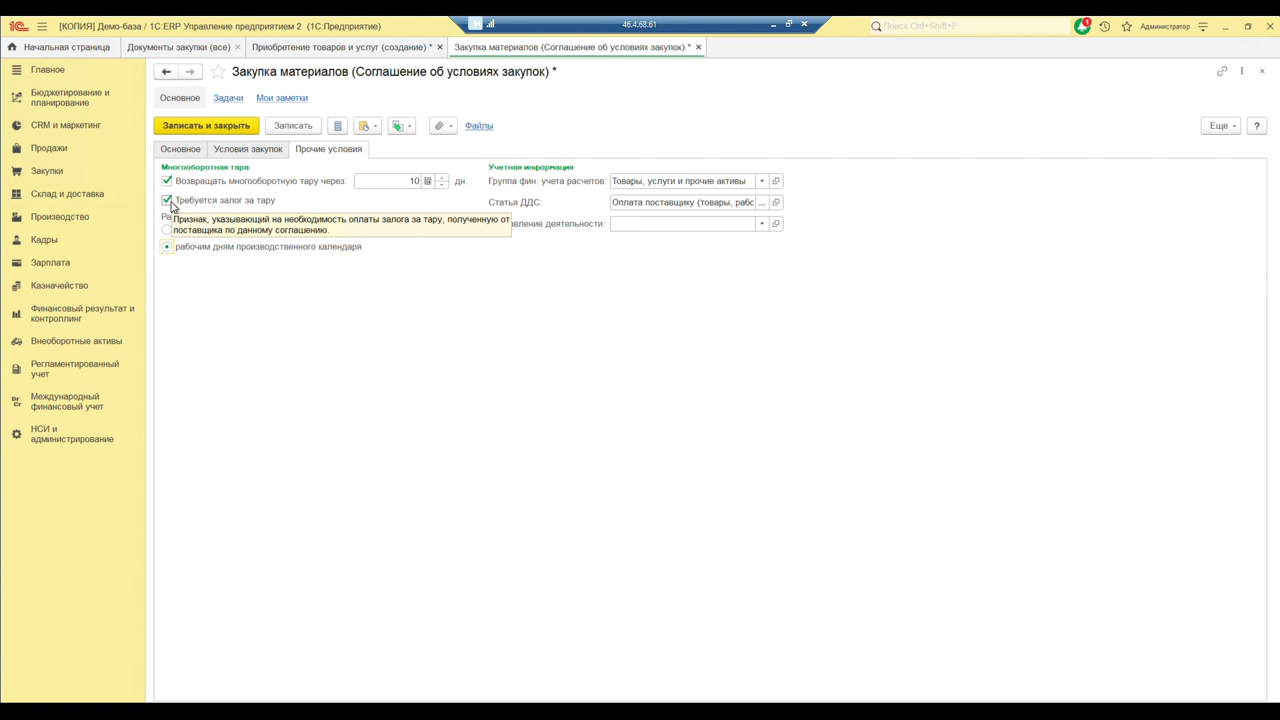 [КОПИЯ] Демо-база / 1С:ERP Управление предприятием 2 (1С:Предприятие)
46.4.68.61
Поиск Ctrl+Shift+F
1
Администратор
Начальная страница
Документы закупки (все) ×
Приобретение товаров и услуг (создание) * ×
Закупка материалов (Соглашение об условиях закупок) * ×
Главное
Бюджетирование и
планирование
CRM и маркетинг
Продажи
Закупки
Склад и доставка
Производство
Кадры
Зарплата
Казначейство
Финансовый результат и
контроллинг
Внеоборотные активы
Регламентированный
учет
Международный
финансовый учет
НСИ и
администрирование
Закупка материалов (Соглашение об условиях закупок) *
Основное
Задачи
Мои заметки
Записать и закрыть
Записать
Файлы
Еще
?
Основное
Условия закупок
Прочие условия
Многооборотная тара
Возвращать многооборотную тару через: 10 дн.
Требуется залог за тару
Признак, указывающий на необходимость оплаты залога за тару, полученную от
поставщика по данному соглашению.
рабочим дням производственного календаря
Учетная информация
Группа фин. учета расчетов: Товары, услуги и прочие активы
Статья ДДС: Оплата поставщику (товары, рабс ...
деятельности: